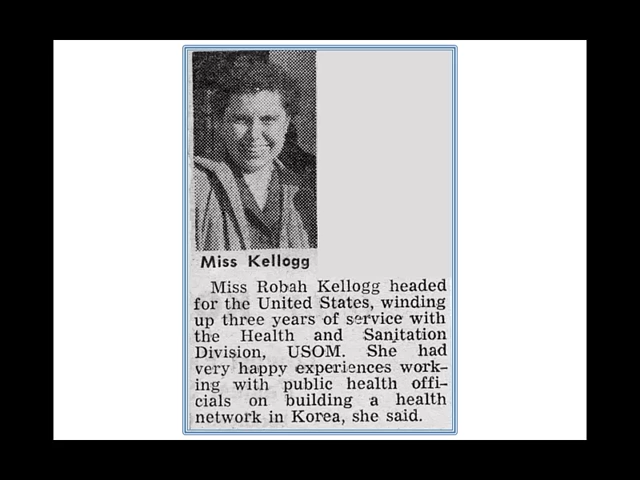 Miss Kellogg
Miss Robah Kellogg headed
for the United States, winding
up three years of service with
the Health and Sanitation
Division, USOM. She had
very happy experiences work-
ing with public health offi-
cials on building a health
network in Korea, she said.